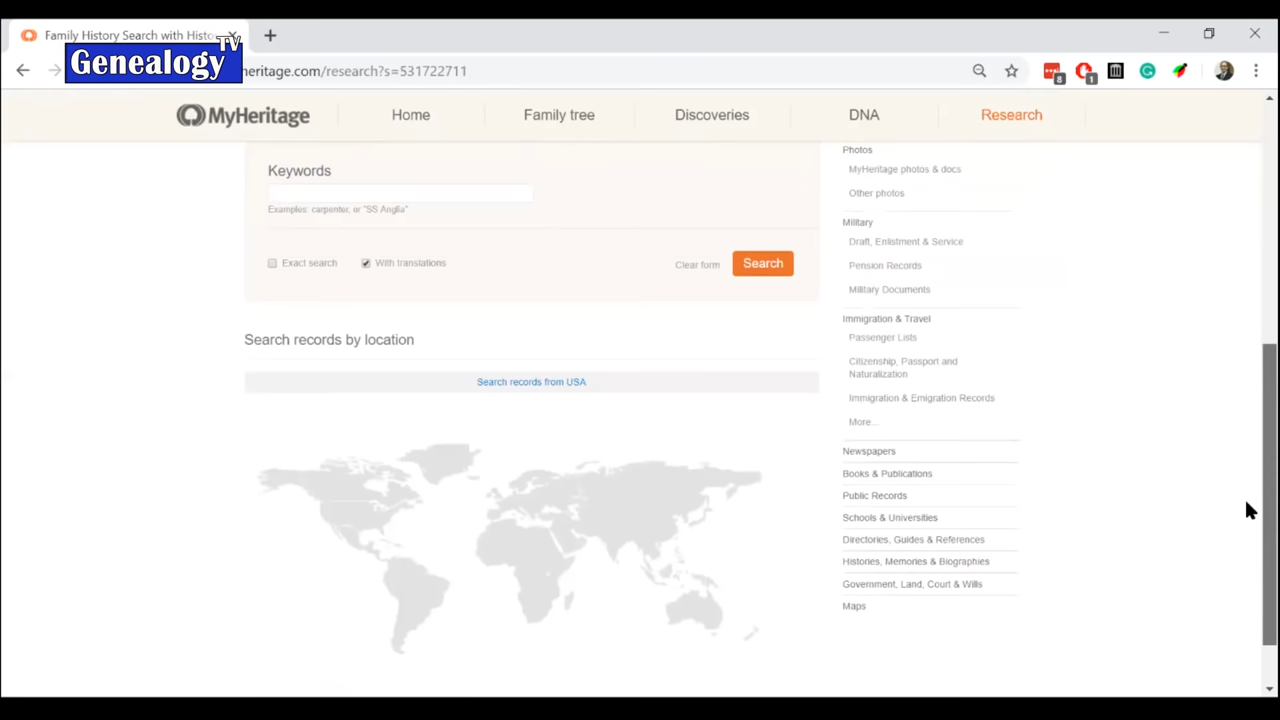 Family History Search with Histo
Genealogy TV
heritage.com/research?s=531722711
8
1
MyHeritage
Home
Family tree
Discoveries
DNA
Research
Keywords
Examples: carpenter, or "SS Anglia"
Exact search
With translations
Clear form
Search
Search records by location
Search records from USA
Photos
MyHeritage photos & docs
Other photos
Military
Draft, Enlistment & Service
Pension Records
Military Documents
Immigration & Travel
Passenger Lists
Citizenship, Passport and
Naturalization
Immigration & Emigration Records
More...
Newspapers
Books & Publications
Public Records
Schools & Universities
Directories, Guides & References
Histories, Memories & Biographies
Government, Land, Court & Wills
Maps